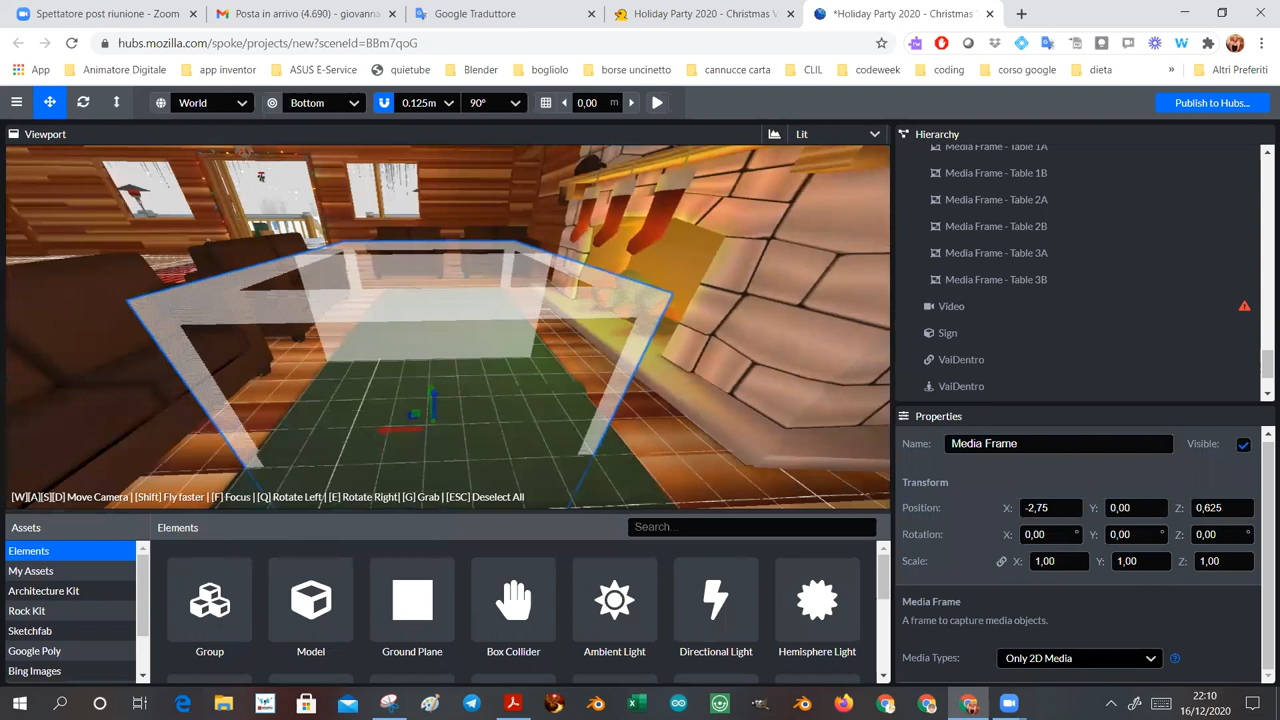 Spettatore post riunione - Zoom
Posta in arrivo (4.690) - giovanna
Google Traduttore
Holiday Party 2020 - Christmas V
*Holiday Party 2020 - Christmas
App
Animatore Digitale
app inventor
ASUS E-Service
quietube
Blender
bogliolo
borse uncinetto
cannucce carta
CLIL
codeweek
coding
corso google
dieta
»
Altri Preferiti
World
Bottom
0.125m
90°
0,00 m
Publish to Hubs...
Viewport
Lit
Hierarchy
Media Frame - Table 1A
Media Frame - Table 1B
Media Frame - Table 2A
Media Frame - Table 2B
Media Frame - Table 3A
Media Frame - Table 3B
Video
Sign
VaiDentro
VaiDentro
[W][A][S][D] Move Camera | [Shift] Fly faster | [F] Focus | [Q] Rotate Left | [E] Rotate Right| [G] Grab | [ESC] Deselect All
Properties
Name: Media Frame Visible:
Transform
Position: X: -2,75 Y: 0,00 Z: 0,625
Rotation: X: 0,00 ° Y: 0,00 ° Z: 0,00 °
Scale: X: 1,00 Y: 1,00 Z: 1,00
Media Frame
A frame to capture media objects.
Media Types: Only 2D Media
Assets
Elements
My Assets
Architecture Kit
Rock Kit
Sketchfab
Google Poly
Bing Images
Elements
Search...
Group
Model
Ground Plane
Box Collider
Ambient Light
Directional Light
Hemisphere Light
22:10
16/12/2020